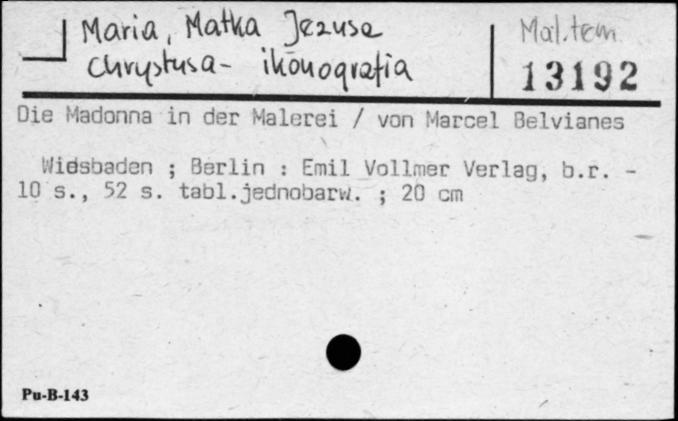 Maria, Matka Jezusa
Chrystusa - ikonografia
Mal. tem.
13192
Die Madonna in der Malerei / von Marcel Belvianes
Wiesbaden ; Berlin : Emil Vollmer Verlag, b.r. -
10 s., 52 s. tabl.jednobarw. ; 20 cm
Pu-B-143